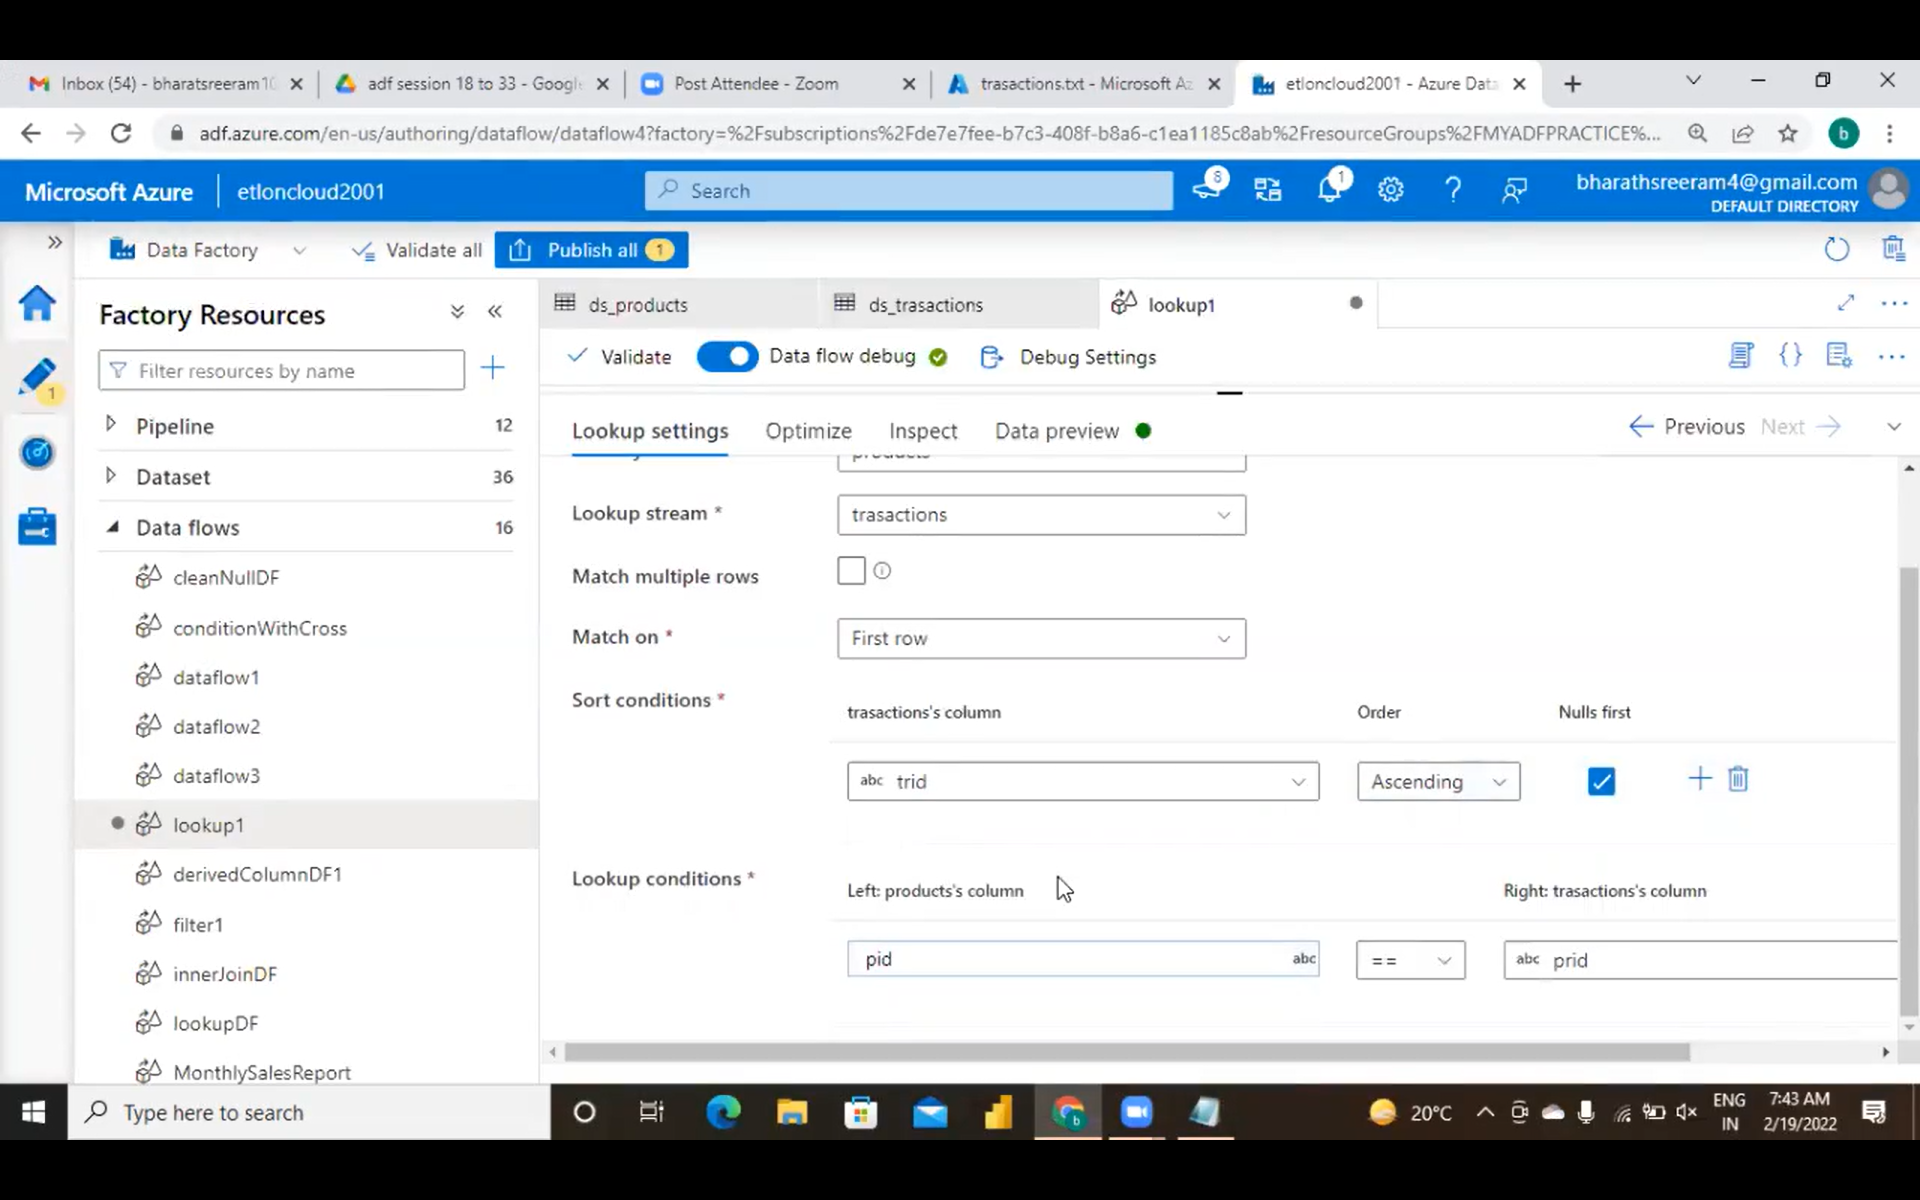 Inbox (54) - bharatsreeram10
adf session 18 to 33 - Google
Post Attendee - Zoom
trasactions.txt - Microsoft Az
etloncloud2001 - Azure Data
adf.azure.com/en-us/authoring/dataflow/dataflow4?factory=%2Fsubscriptions%2Fde7e7fee-b7c3-408f-b8a6-c1ea1185c8ab%2FresourceGroups%2FMYADFPRACTICE%...
b
Microsoft Azure
etloncloud2001
Search
8
1
bharathsreeram4@gmail.com
DEFAULT DIRECTORY
Data Factory
Validate all
Publish all 1
Factory Resources
Filter resources by name
1
Pipeline 12
Dataset 36
Data flows 16
cleanNullDF
conditionWithCross
dataflow1
dataflow2
dataflow3
lookup1
derivedColumnDF1
filter1
innerJoinDF
lookupDF
MonthlySalesReport
ds_products
ds_trasactions
lookup1
Validate
Data flow debug
Debug Settings
Lookup settings
Optimize
Inspect
Data preview
Previous
Next
products
Lookup stream *
trasactions
Match multiple rows
Match on *
First row
Sort conditions *
trasactions's column
Order
Nulls first
abc trid
Ascending
Lookup conditions *
Left: products's column
Right: trasactions's column
pid abc
==
abc prid
Type here to search
20°C
ENG
IN
7:43 AM
2/19/2022